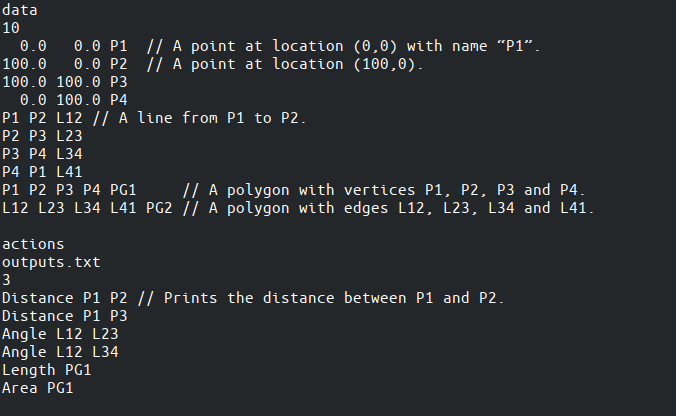 data
10
  0.0   0.0 P1  // A point at location (0,0) with name “P1”.
100.0   0.0 P2  // A point at location (100,0).
100.0 100.0 P3
  0.0 100.0 P4
P1 P2 L12 // A line from P1 to P2.
P2 P3 L23
P3 P4 L34
P4 P1 L41
P1 P2 P3 P4 PG1     // A polygon with vertices P1, P2, P3 and P4.
L12 L23 L34 L41 PG2 // A polygon with edges L12, L23, L34 and L41.

actions
outputs.txt
3
Distance P1 P2 // Prints the distance between P1 and P2.
Distance P1 P3
Angle L12 L23
Angle L12 L34
Length PG1
Area PG1